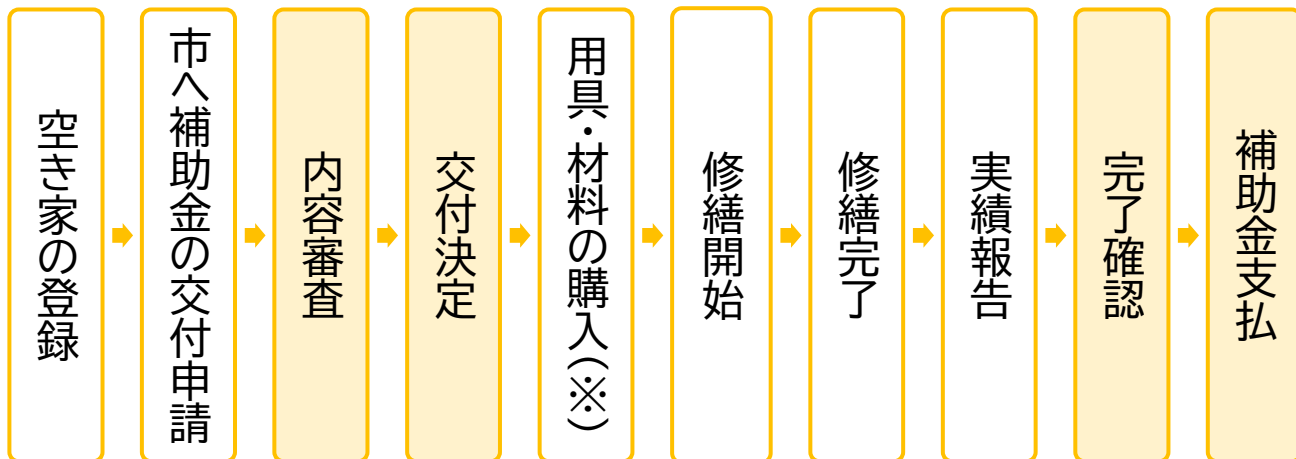 空き家の登録
市へ補助金の交付申請
内容審査
交付決定
用具・材料の購入(※)
修繕開始
修繕完了
実績報告
完了確認
補助金支払